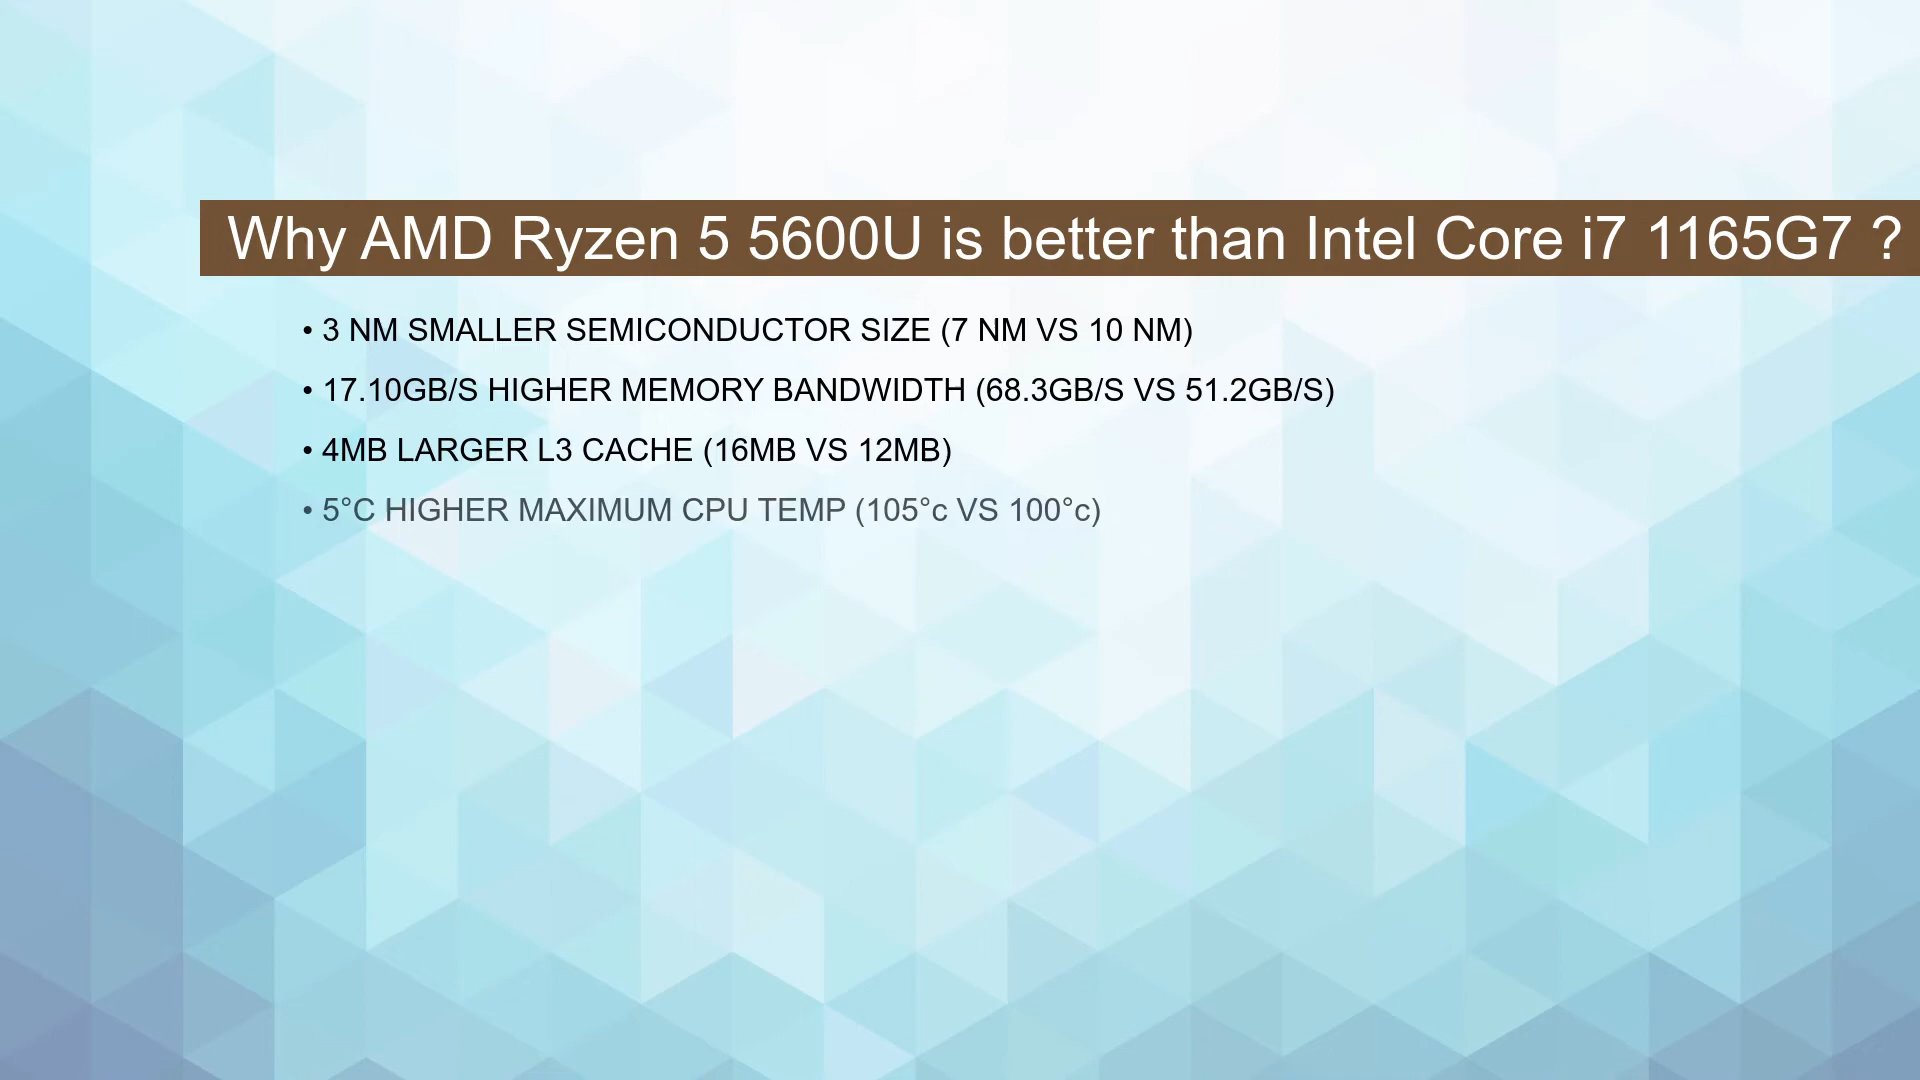 Why AMD Ryzen 5 5600U is better than Intel Core i7 1165G7 ?
• 3 NM SMALLER SEMICONDUCTOR SIZE (7 NM VS 10 NM)
• 17.10GB/S HIGHER MEMORY BANDWIDTH (68.3GB/S VS 51.2GB/S)
• 4MB LARGER L3 CACHE (16MB VS 12MB)
• 5°C HIGHER MAXIMUM CPU TEMP (105°c VS 100°c)